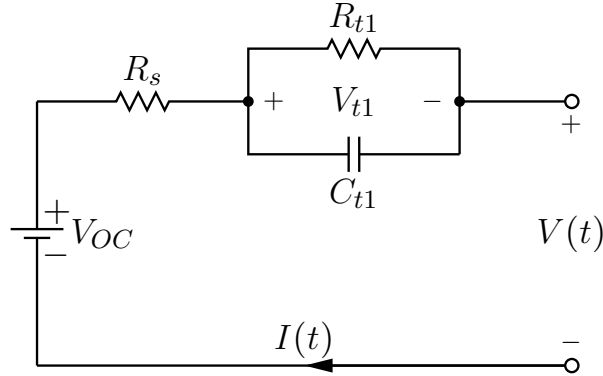 R_{t1}
R_s
+ V_{t1} −
+
C_{t1}
+
V_{OC}
−
V(t)
I(t)
−